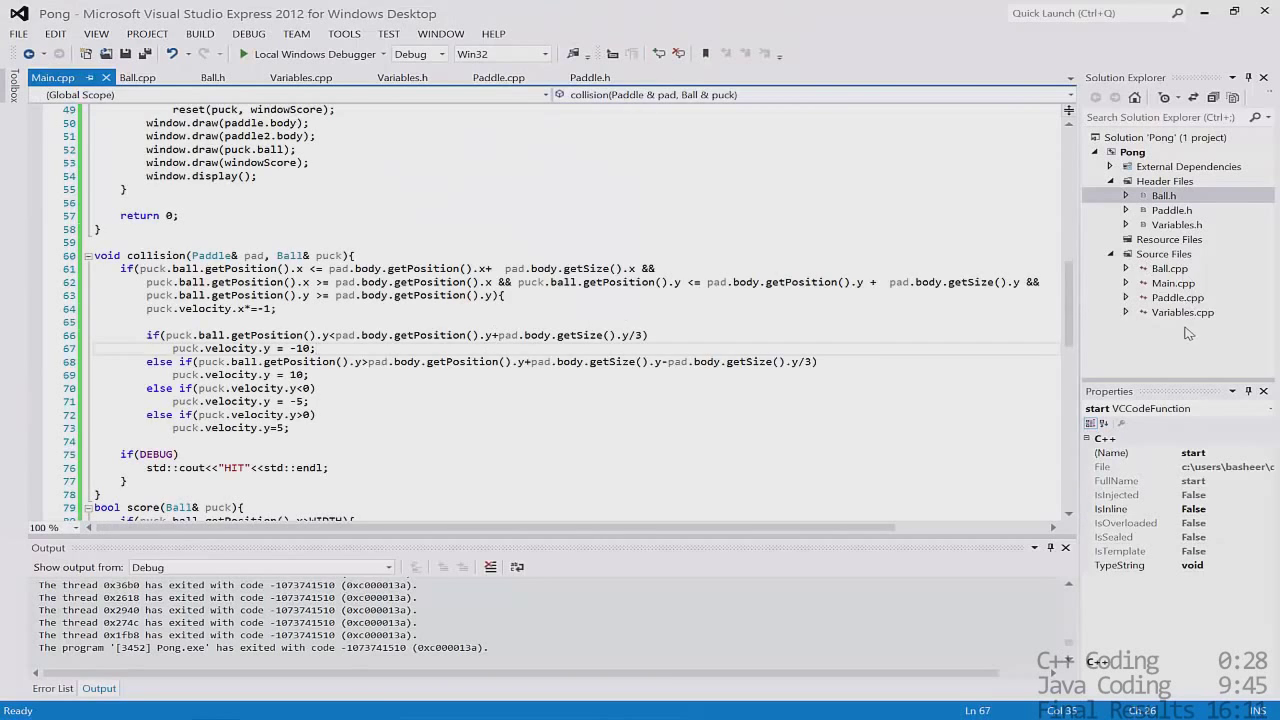 Pong - Microsoft Visual Studio Express 2012 for Windows Desktop
Quick Launch (Ctrl+Q)
FILE EDIT VIEW PROJECT BUILD DEBUG TEAM TOOLS TEST WINDOW HELP
Local Windows Debugger Debug Win32
Toolbox
Main.cpp Ball.cpp Ball.h Variables.cpp Variables.h Paddle.cpp Paddle.h
(Global Scope) collision(Paddle & pad, Ball & puck)
49 reset(puck, windowScore);
50 window.draw(paddle.body);
51 window.draw(paddle2.body);
52 window.draw(puck.ball);
53 window.draw(windowScore);
54 window.display();
55 }
56
57 return 0;
58 }
59
60 void collision(Paddle& pad, Ball& puck){
61 if(puck.ball.getPosition().x <= pad.body.getPosition().x+ pad.body.getSize().x &&
62 puck.ball.getPosition().x >= pad.body.getPosition().x && puck.ball.getPosition().y <= pad.body.getPosition().y + pad.body.getSize().y &&
63 puck.ball.getPosition().y >= pad.body.getPosition().y){
64 puck.velocity.x*=-1;
65
66 if(puck.ball.getPosition().y<pad.body.getPosition().y+pad.body.getSize().y/3)
67 puck.velocity.y = -10;
68 else if(puck.ball.getPosition().y>pad.body.getPosition().y+pad.body.getSize().y-pad.body.getSize().y/3)
69 puck.velocity.y = 10;
70 else if(puck.velocity.y<0)
71 puck.velocity.y = -5;
72 else if(puck.velocity.y>0)
73 puck.velocity.y=5;
74
75 if(DEBUG)
76 std::cout<<"HIT"<<std::endl;
77 }
78 }
79 bool score(Ball& puck){
80 if(puck.ball.getPosition().x>WIDTH){
100 %
Output
Show output from: Debug
The thread 0x36b0 has exited with code -1073741510 (0xc000013a).
The thread 0x2618 has exited with code -1073741510 (0xc000013a).
The thread 0x2940 has exited with code -1073741510 (0xc000013a).
The thread 0x274c has exited with code -1073741510 (0xc000013a).
The thread 0x1fb8 has exited with code -1073741510 (0xc000013a).
The program '[3452] Pong.exe' has exited with code -1073741510 (0xc000013a).
Error List Output
Solution Explorer
Search Solution Explorer (Ctrl+;)
Solution 'Pong' (1 project)
Pong
External Dependencies
Header Files
Ball.h
Paddle.h
Variables.h
Resource Files
Source Files
Ball.cpp
Main.cpp
Paddle.cpp
Variables.cpp
Properties
start VCCodeFunction
C++
(Name) start
File c:\users\basheer\c
FullName start
IsInjected False
IsInline False
IsOverloaded False
IsSealed False
IsTemplate False
TypeString void
C++
C++ Coding 0:28
Java Coding 9:45
Final Results 16:11
Ready Ln 67 Col 35 Ch 26 INS